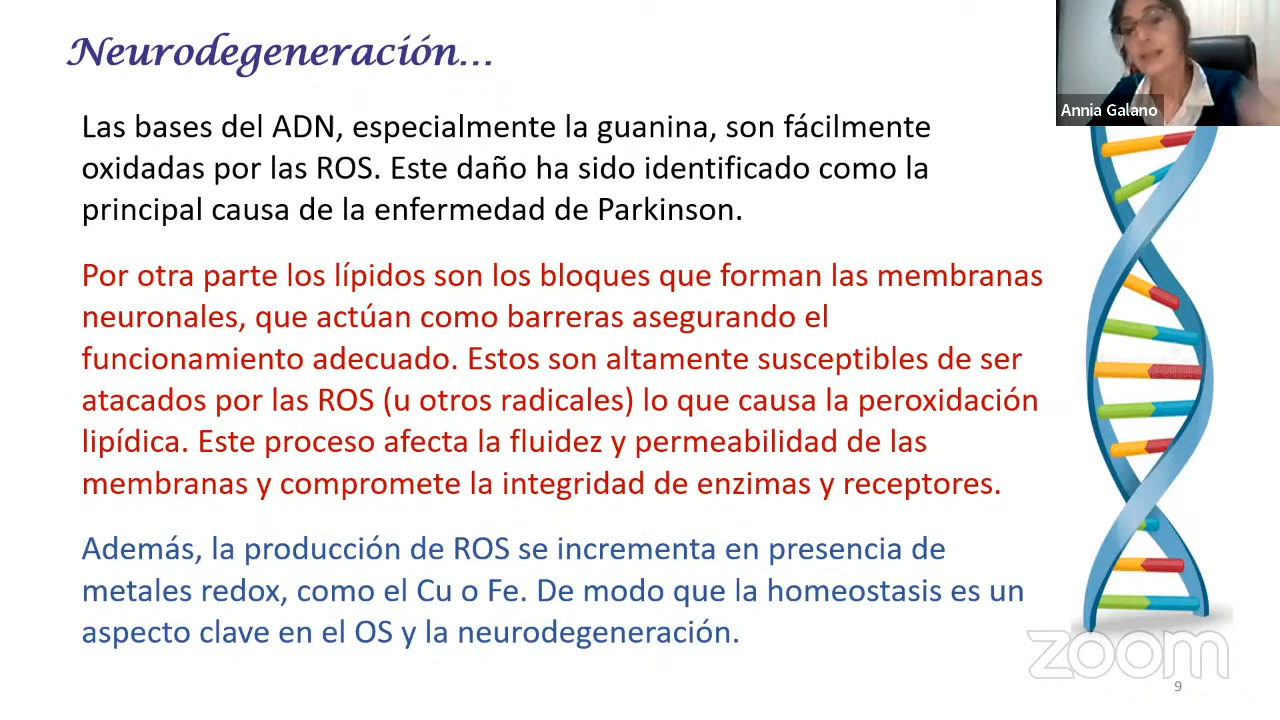 Neurodegeneración...
Annia Galano
Las bases del ADN, especialmente la guanina, son fácilmente
oxidadas por las ROS. Este daño ha sido identificado como la
principal causa de la enfermedad de Parkinson.
Por otra parte los lípidos son los bloques que forman las membranas
neuronales, que actúan como barreras asegurando el
funcionamiento adecuado. Estos son altamente susceptibles de ser
atacados por las ROS (u otros radicales) lo que causa la peroxidación
lipídica. Este proceso afecta la fluidez y permeabilidad de las
membranas y compromete la integridad de enzimas y receptores.
Además, la producción de ROS se incrementa en presencia de
metales redox, como el Cu o Fe. De modo que la homeostasis es un
aspecto clave en el OS y la neurodegeneración.
zoom
9